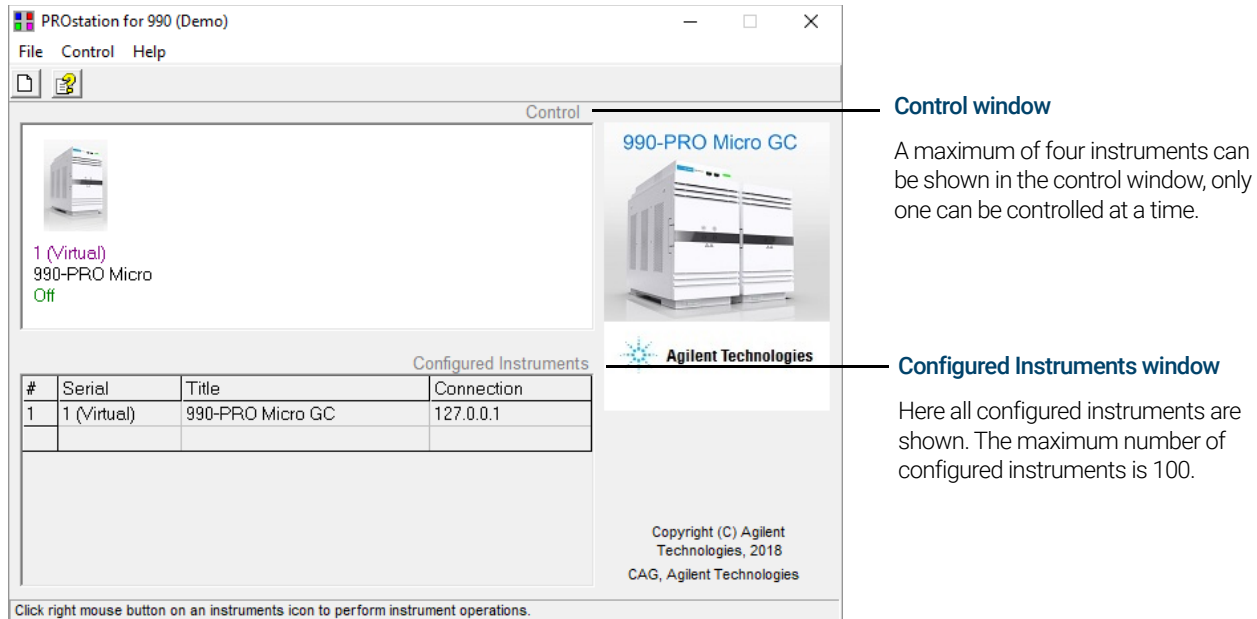 PROstation for 990 (Demo)
File Control Help
Control
1 (Virtual)
990-PRO Micro
Off
990-PRO Micro GC
Agilent Technologies
Configured Instruments
# Serial Title Connection
1 1 (Virtual) 990-PRO Micro GC 127.0.0.1
Copyright (C) Agilent
Technologies, 2018
CAG, Agilent Technologies
Click right mouse button on an instruments icon to perform instrument operations.
Control window
A maximum of four instruments can
be shown in the control window, only
one can be controlled at a time.
Configured Instruments window
Here all configured instruments are
shown. The maximum number of
configured instruments is 100.